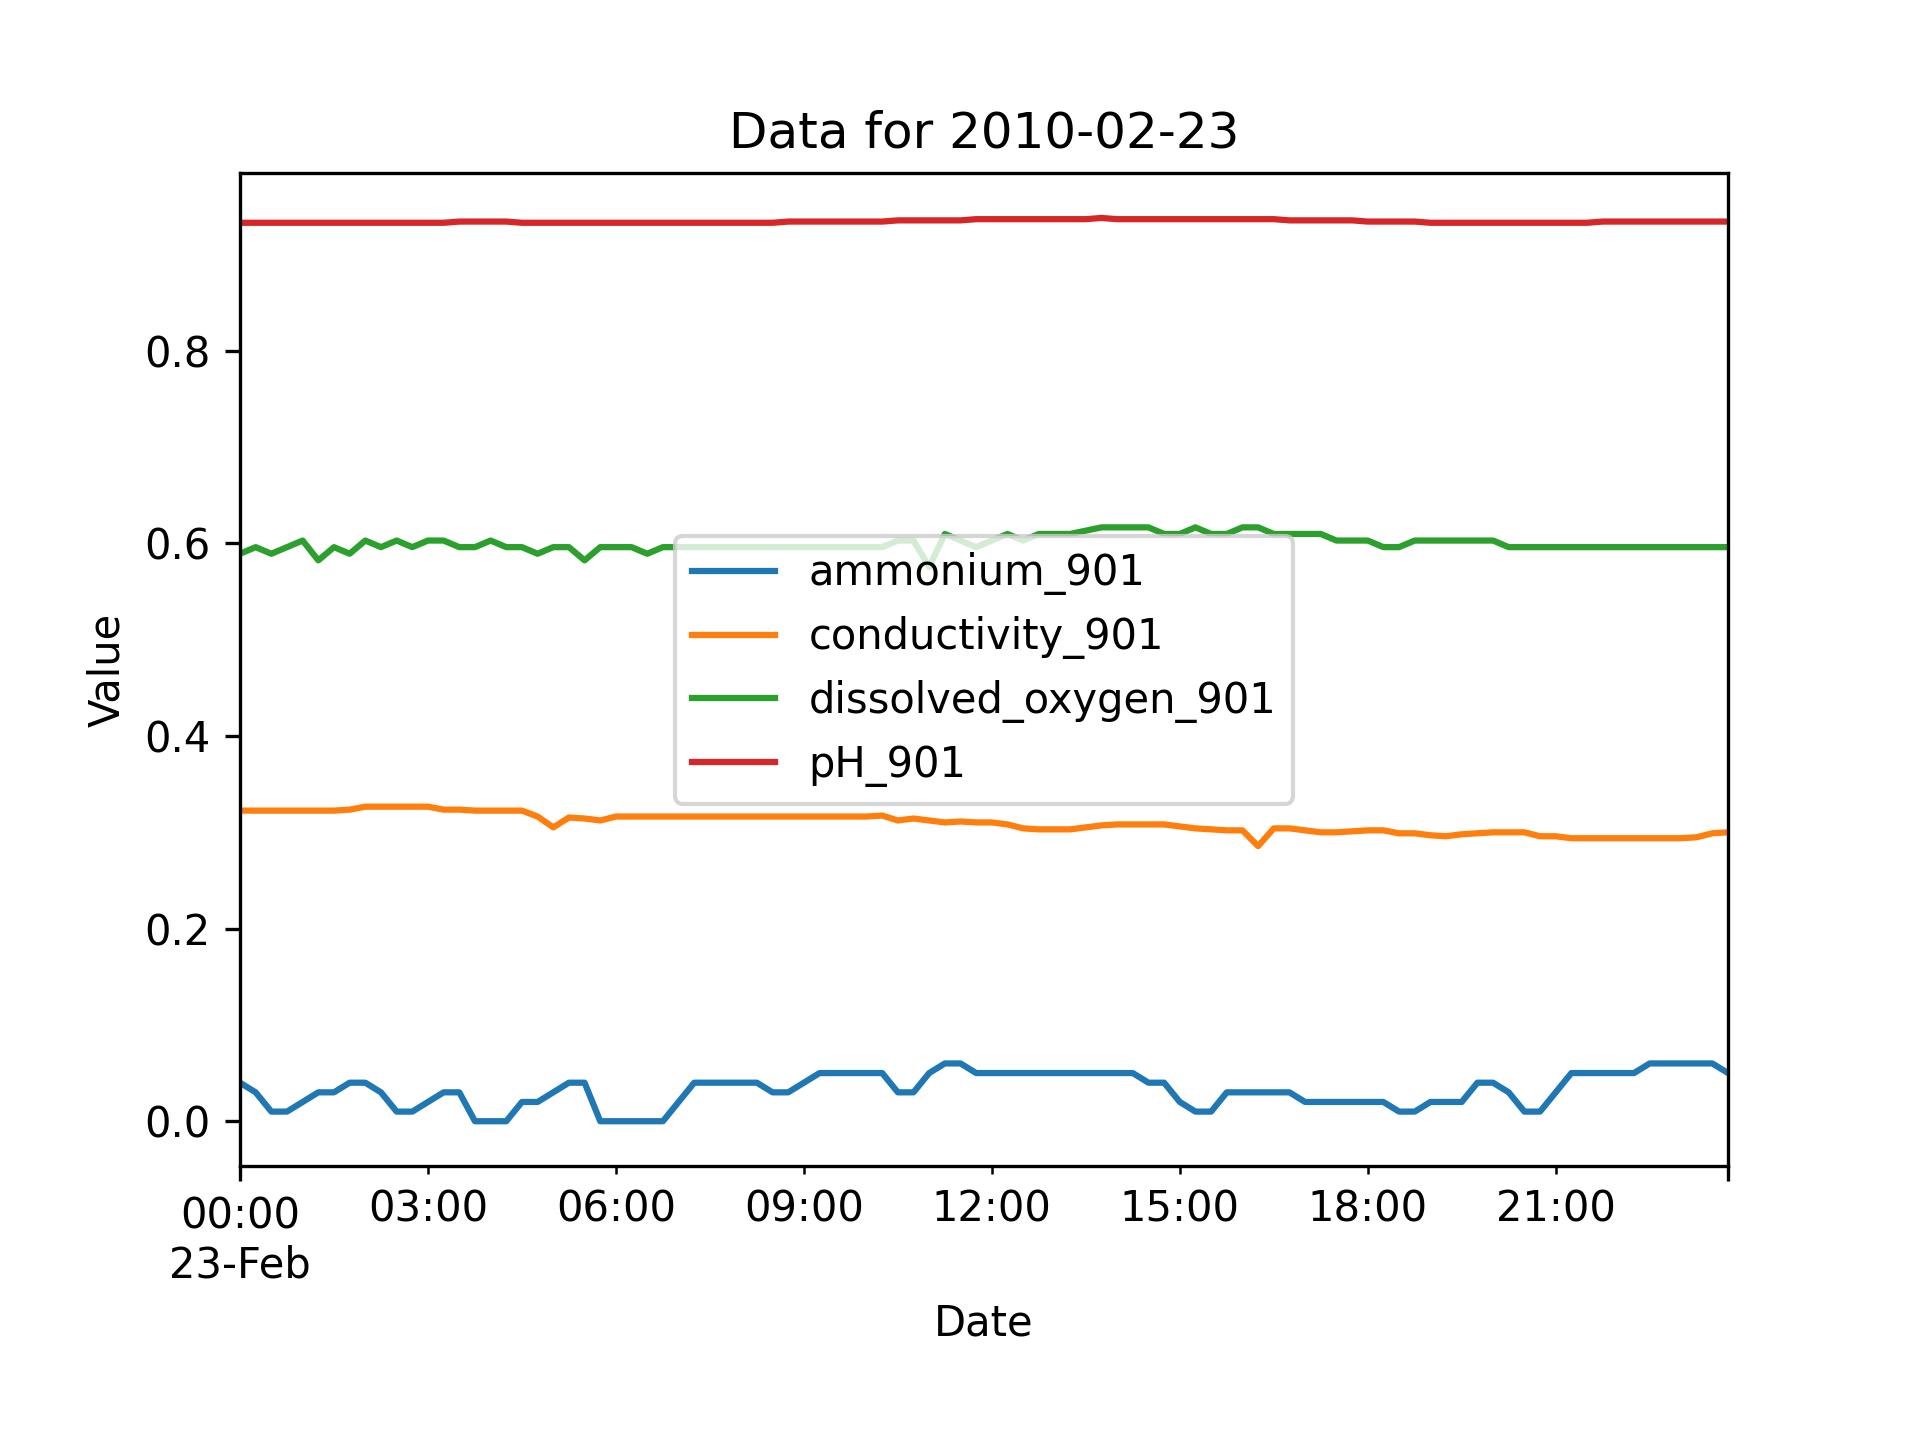 Data for 2010-02-23
Value
0.8
0.6
0.4
0.2
0.0
ammonium_901
conductivity_901
dissolved_oxygen_901
pH_901
00:00 03:00 06:00 09:00 12:00 15:00 18:00 21:00
23-Feb
Date